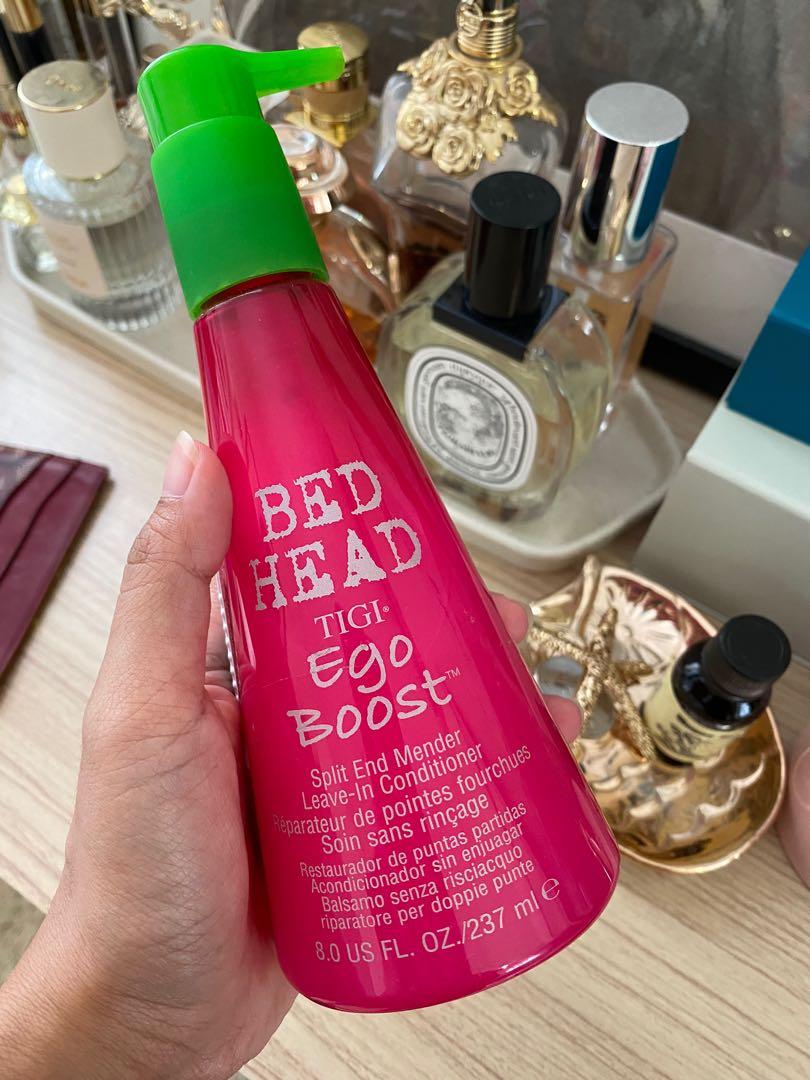 BED
HEAD
TIGI®
Ego
Boost™
Split End Mender
Leave-In Conditioner
Réparateur de pointes fourchues
Soin sans rinçage
Restaurador de puntas partidas
Acondicionador sin enjuagar
Balsamo senza risciacquo
riparatore per doppie punte
8.0 US FL. OZ./237 ml ℮